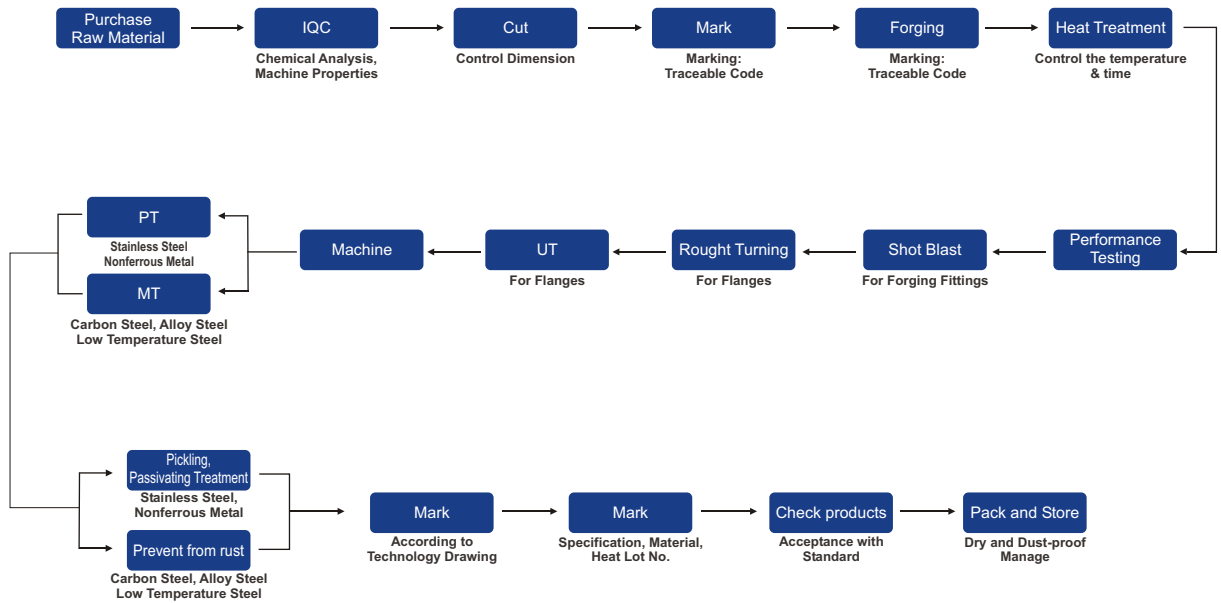 Purchase
Raw Material
IQC
Chemical Analysis,
Machine Properties
Cut
Control Dimension
Mark
Marking:
Traceable Code
Forging
Marking:
Traceable Code
Heat Treatment
Control the temperature
& time
PT
Stainless Steel
Nonferrous Metal
MT
Carbon Steel, Alloy Steel
Low Temperature Steel
Machine
UT
For Flanges
Rought Turning
For Flanges
Shot Blast
For Forging Fittings
Performance
Testing
Pickling,
Passivating Treatment
Stainless Steel,
Nonferrous Metal
Prevent from rust
Carbon Steel, Alloy Steel
Low Temperature Steel
Mark
According to
Technology Drawing
Mark
Specification, Material,
Heat Lot No.
Check products
Acceptance with
Standard
Pack and Store
Dry and Dust-proof
Manage